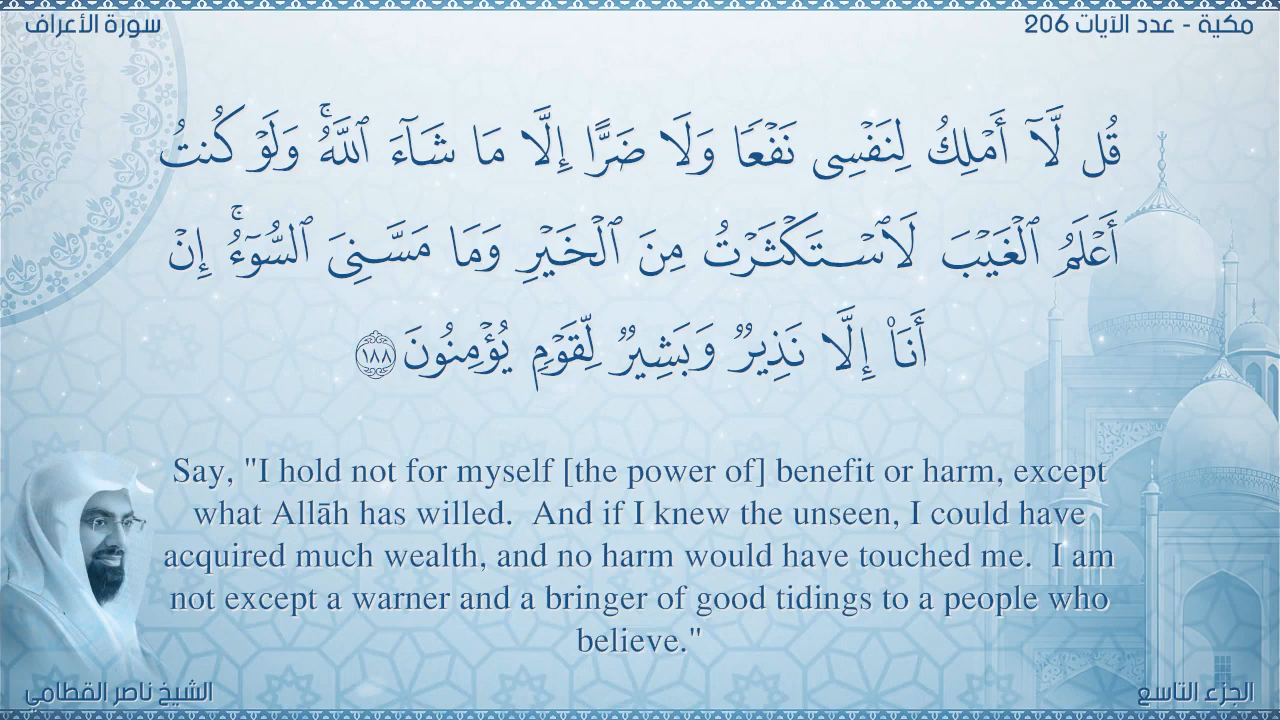 مكية - عدد الآيات 206
سورة الأعراف
قُل لَّآ أَمْلِكُ لِنَفْسِى نَفْعًا وَلَا ضَرًّا إِلَّا مَا شَآءَ ٱللَّهُ ۚ وَلَوْ كُنتُ
أَعْلَمُ ٱلْغَيْبَ لَٱسْتَكْثَرْتُ مِنَ ٱلْخَيْرِ وَمَا مَسَّنِىَ ٱلسُّوٓءُ ۚ إِنْ
أَنَا۠ إِلَّا نَذِيرٌ وَبَشِيرٌ لِّقَوْمٍ يُؤْمِنُونَ ١٨٨
Say, "I hold not for myself [the power of] benefit or harm, except
what Allāh has willed.  And if I knew the unseen, I could have
acquired much wealth, and no harm would have touched me.  I am
not except a warner and a bringer of good tidings to a people who
believe."
الجزء التاسع
الشيخ ناصر القطامي